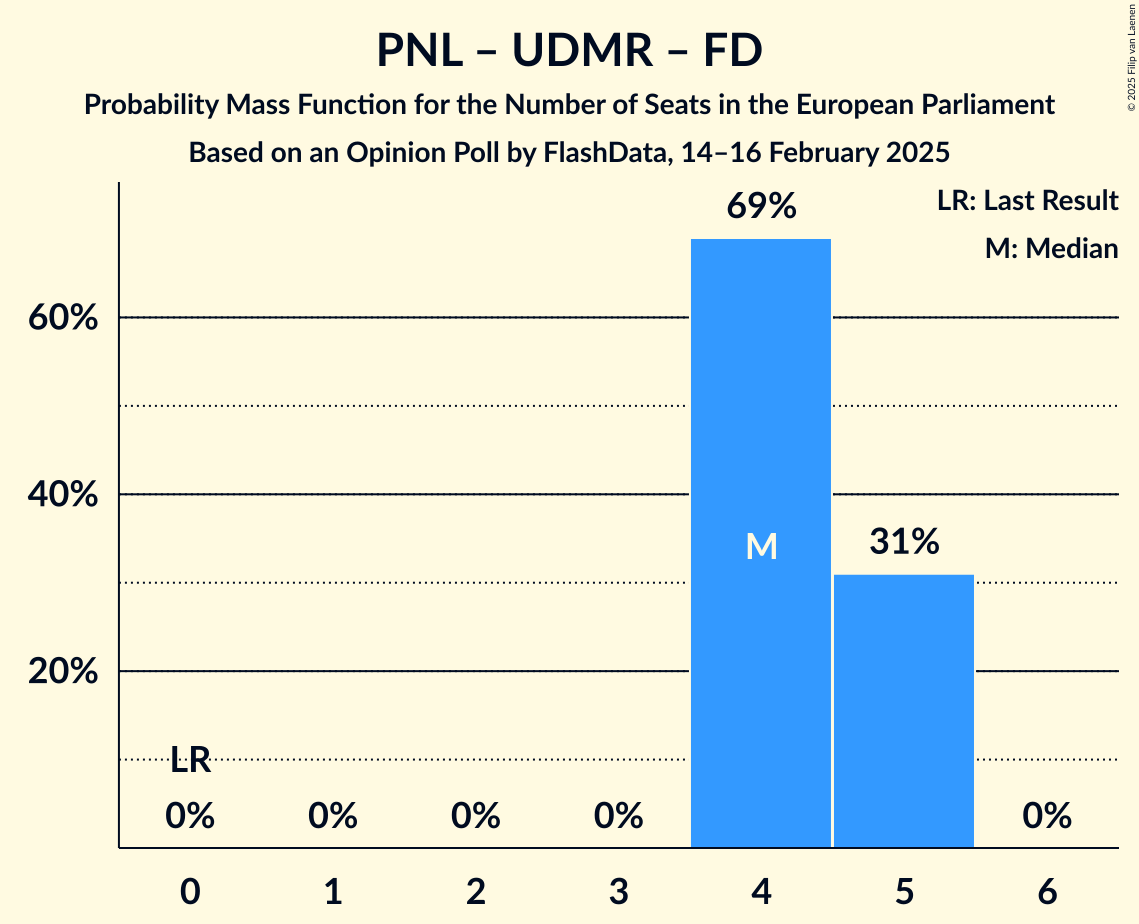 PNL – UDMR – FD
Probability Mass Function for the Number of Seats in the European Parliament
Based on an Opinion Poll by FlashData, 14–16 February 2025
© 2025 Filip van Laenen
LR: Last Result
M: Median
69%
60%
40%
M
31%
20%
LR
0% 0% 0% 0% 0%
0 1 2 3 4 5 6